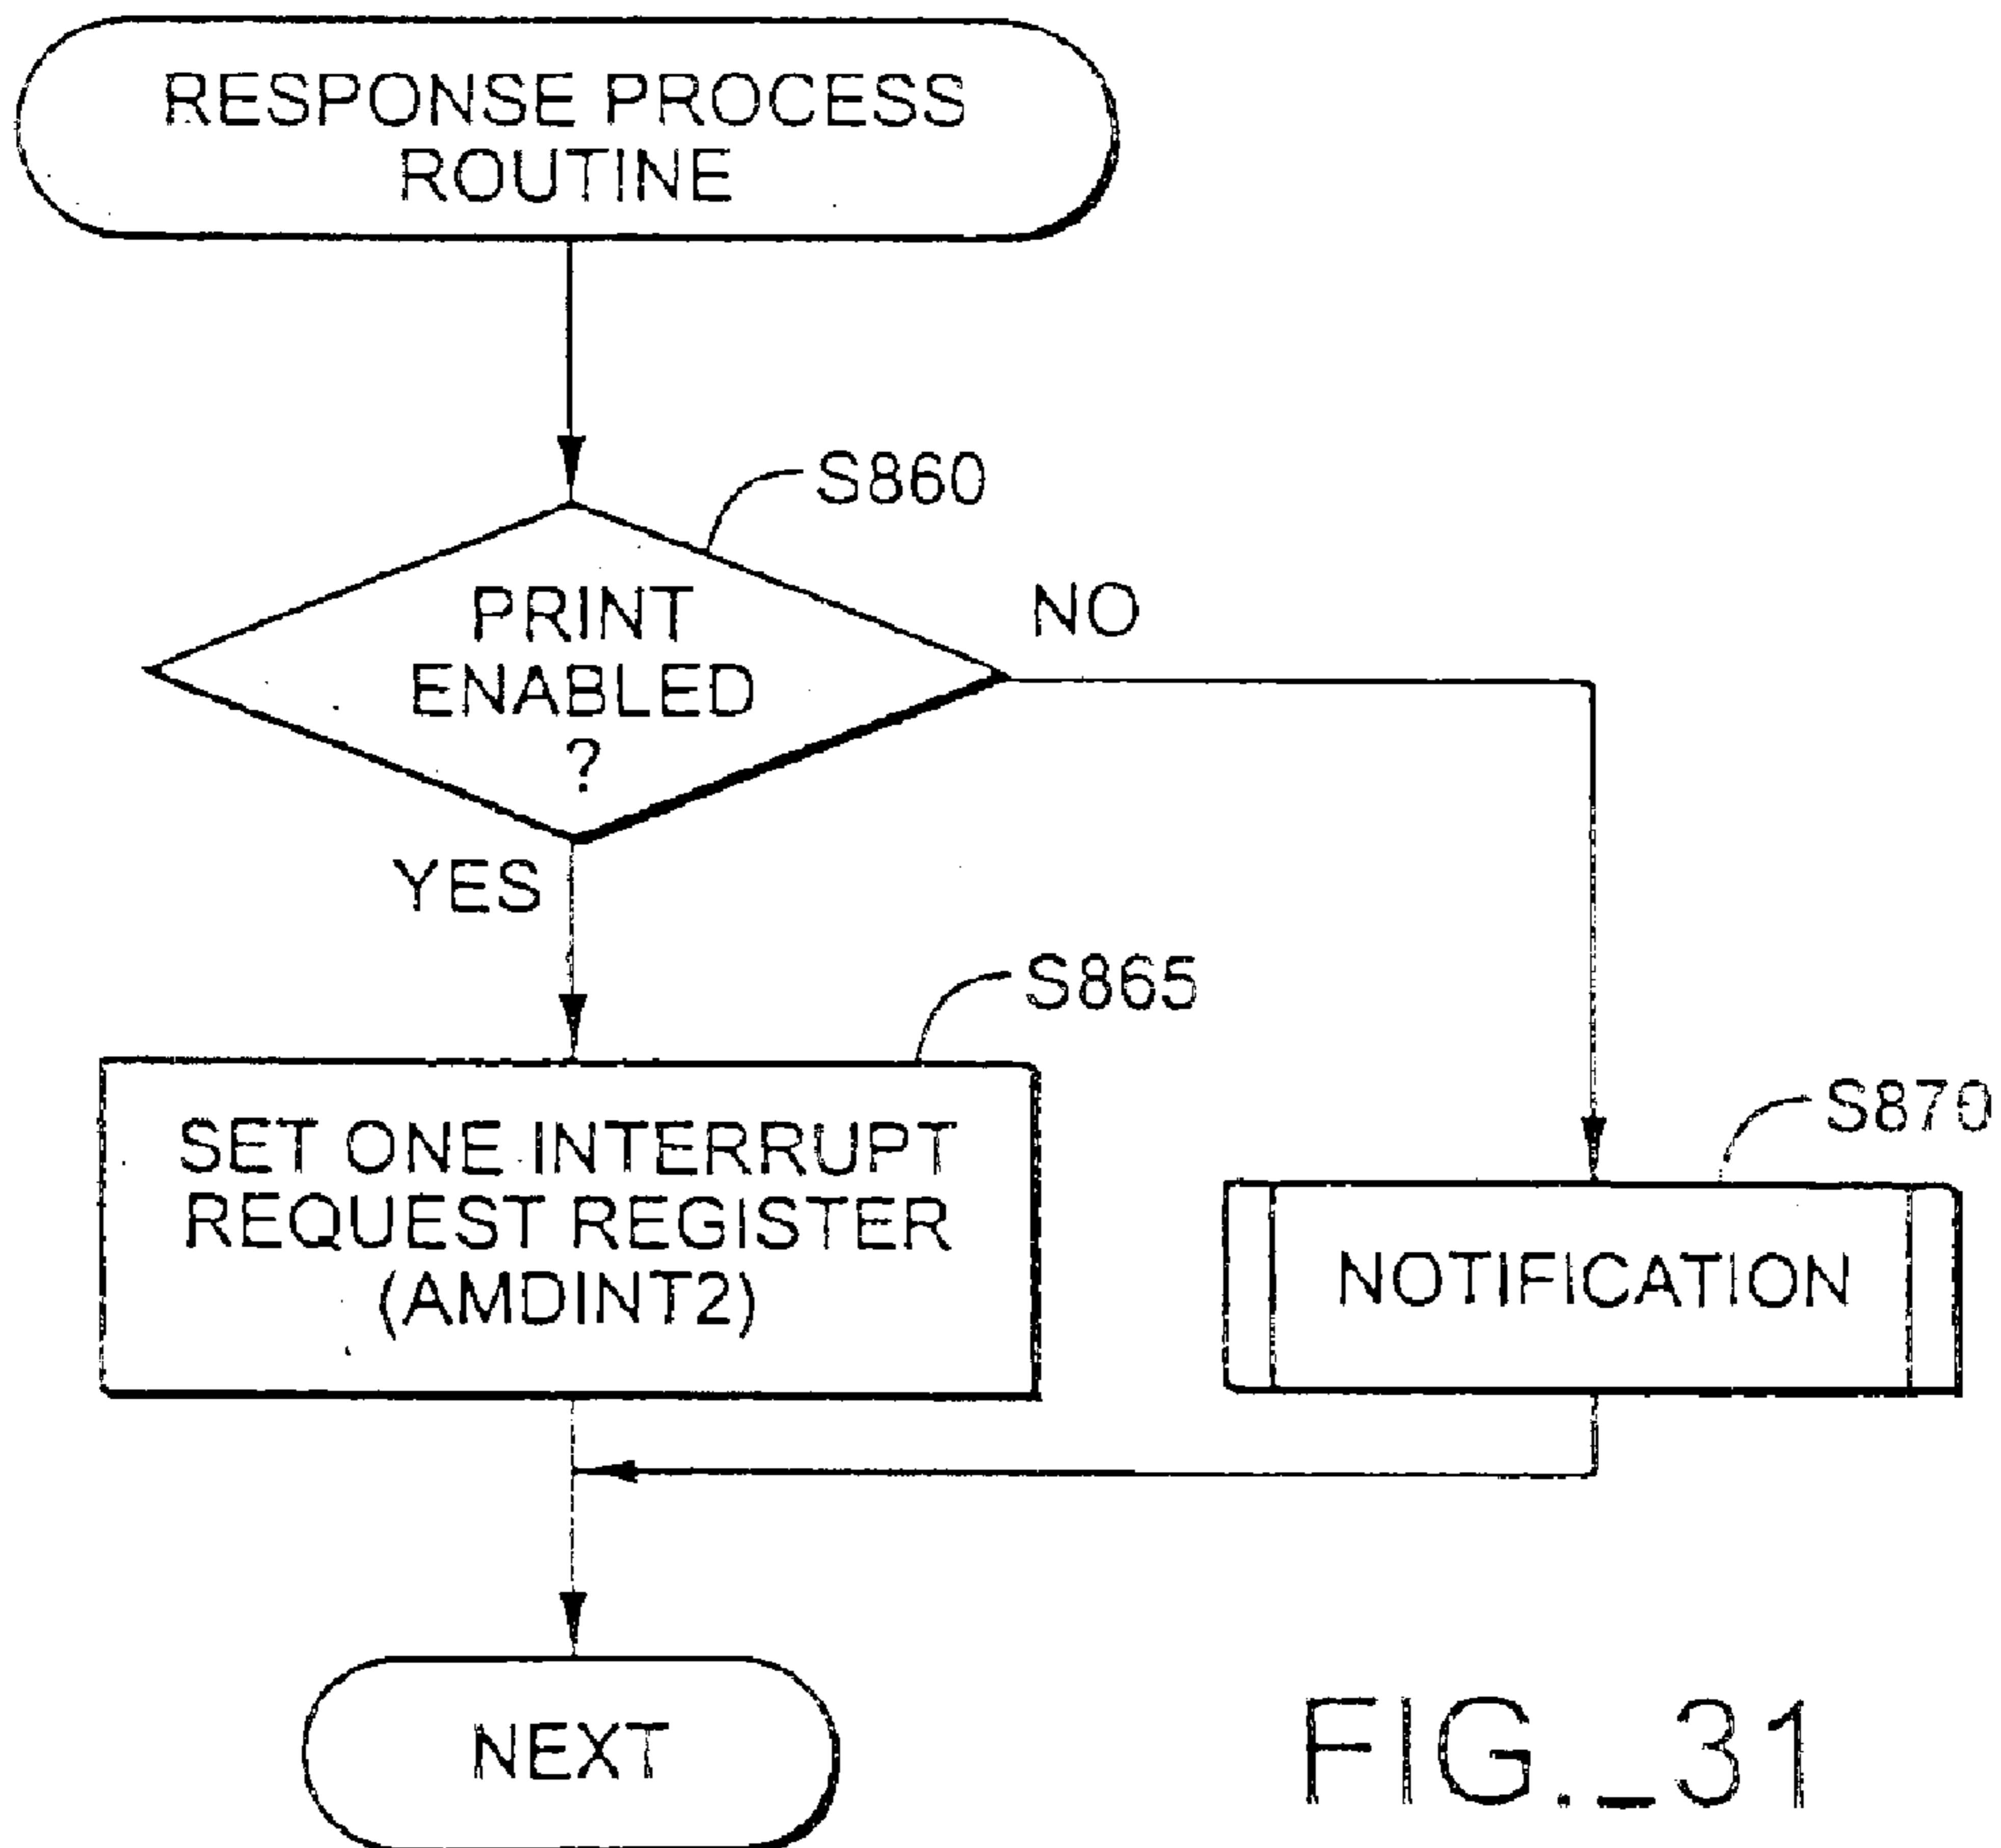 RESPONSE PROCESS
ROUTINE
S860
PRINT
ENABLED
?
NO
YES
S865
SET ONE INTERRUPT
REQUEST REGISTER
(AMDINT2)
S870
NOTIFICATION
NEXT
FIG._31